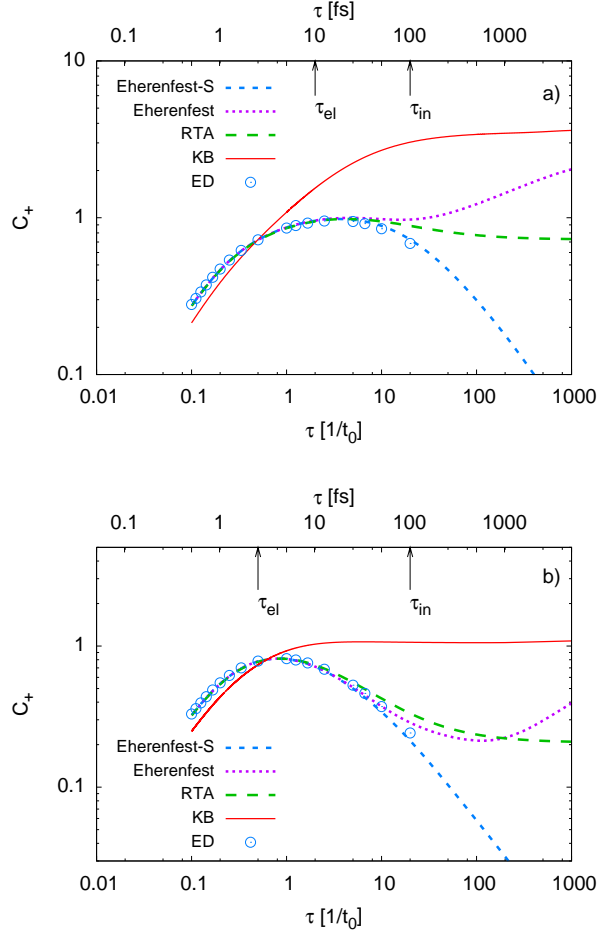 τ [fs]
0.1 1 10 100 1000
10
1
0.1
C+
Eherenfest-S
Eherenfest
RTA
KB
ED
τel
τin
a)
0.01 0.1 1 10 100 1000
τ [1/t0]
τ [fs]
0.1 1 10 100 1000
1
0.1
C+
τel
τin
b)
Eherenfest-S
Eherenfest
RTA
KB
ED
0.01 0.1 1 10 100 1000
τ [1/t0]